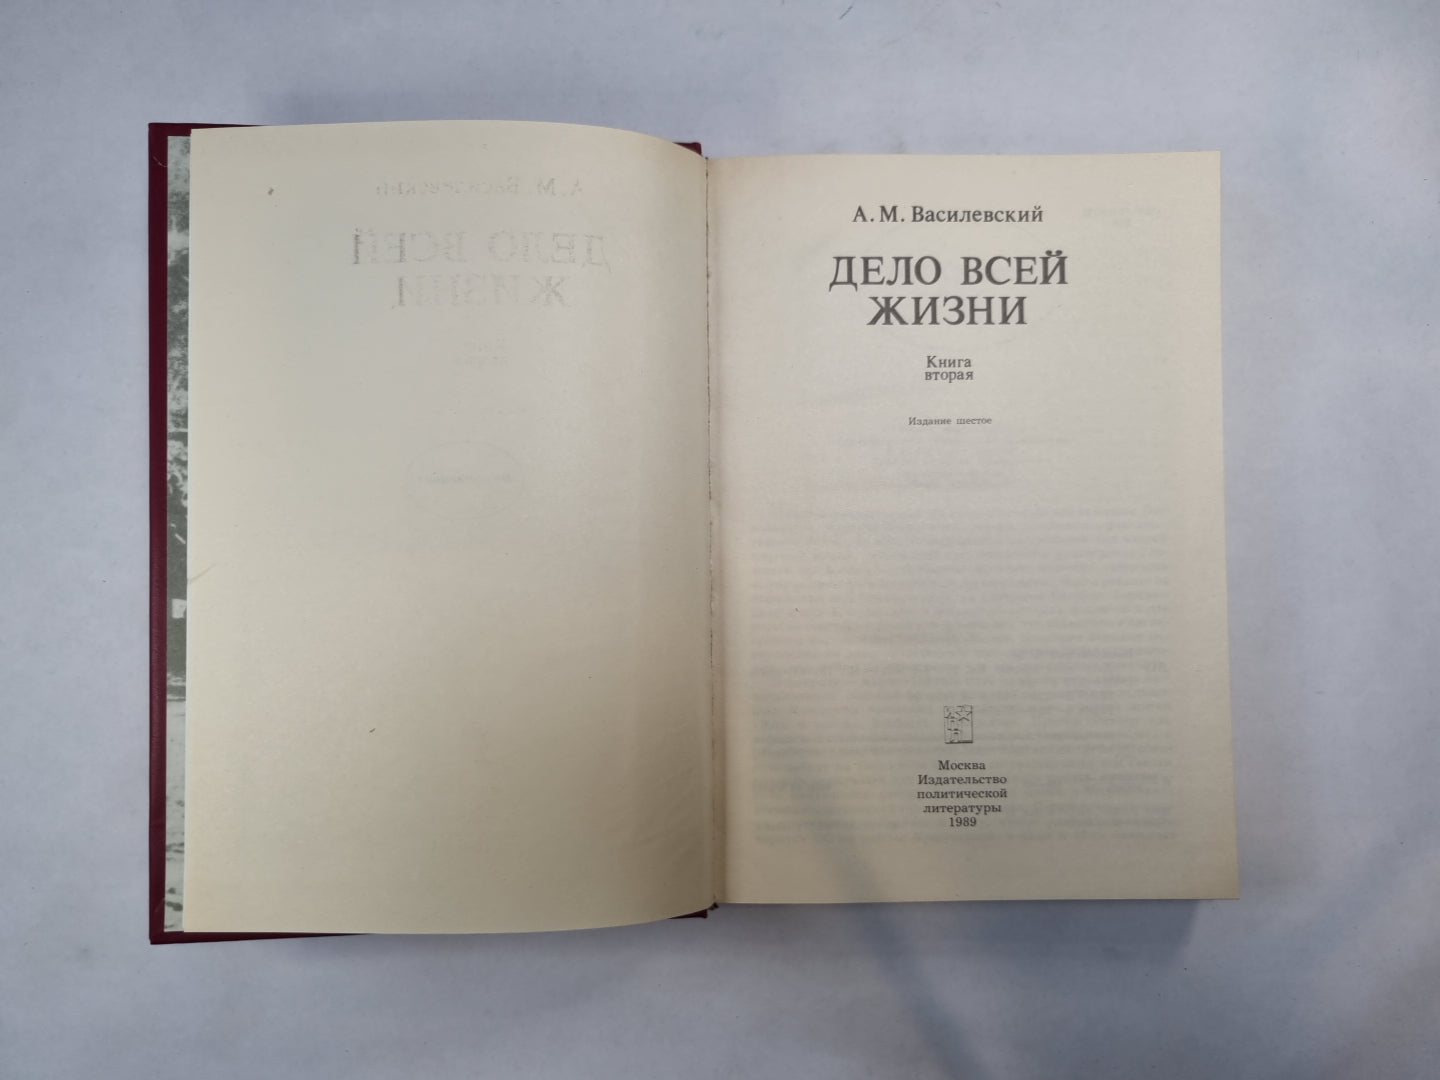 А. М. Василевский
ДЕЛО ВСЕЙ
ЖИЗНИ
Книга
вторая
Издание шестое
Москва
Издательство
политической
литературы
1989